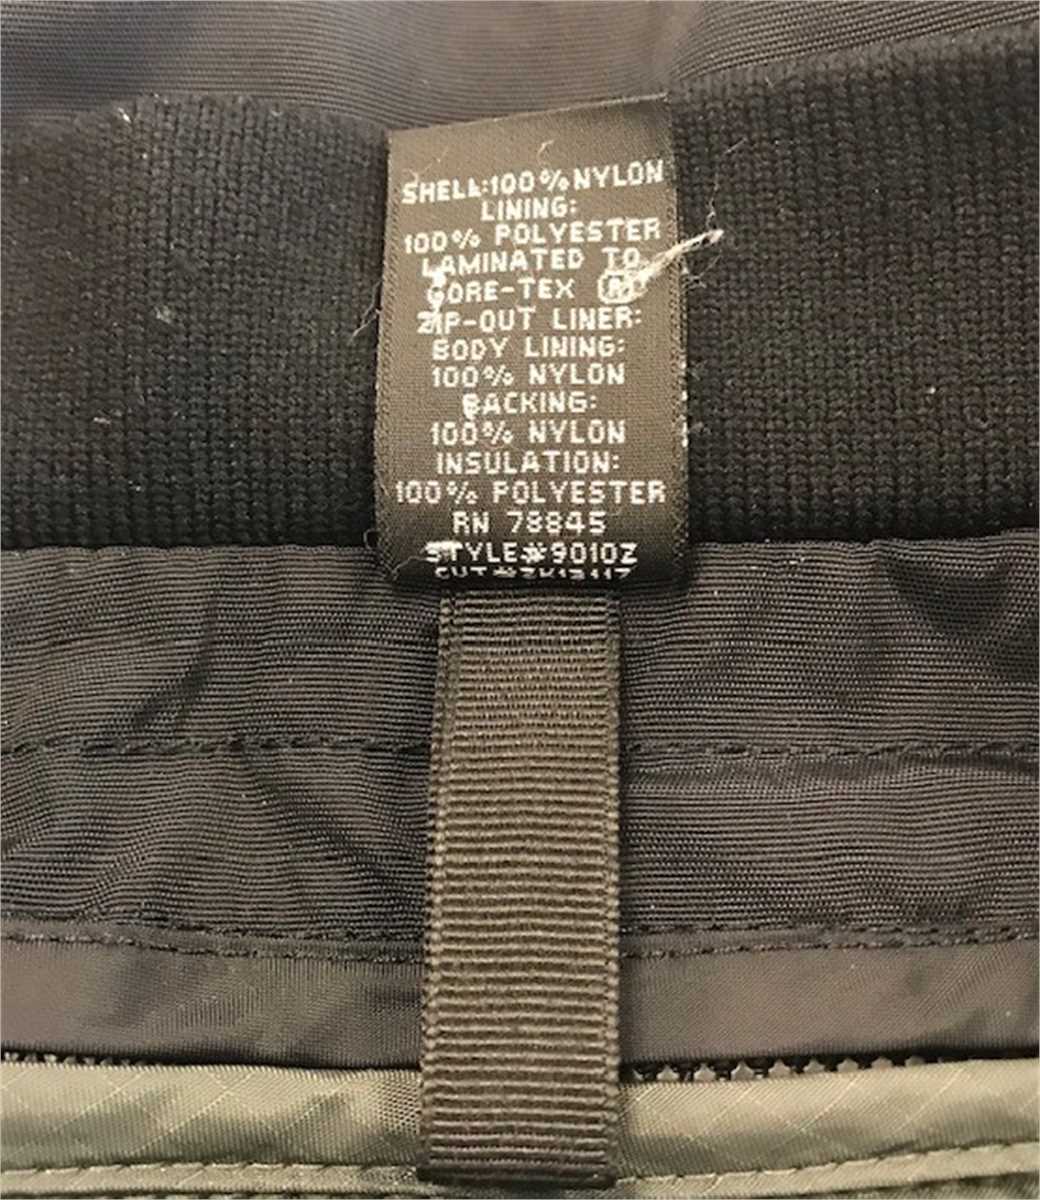 SHELL:100%NYLON
LINING:
100% POLYESTER
LAMINATED TO
GORE-TEX ®
ZIP-OUT LINER:
BODY LINING:
100% NYLON
BACKING:
100% NYLON
INSULATION:
100% POLYESTER
RN 78845
STYLE#9010Z